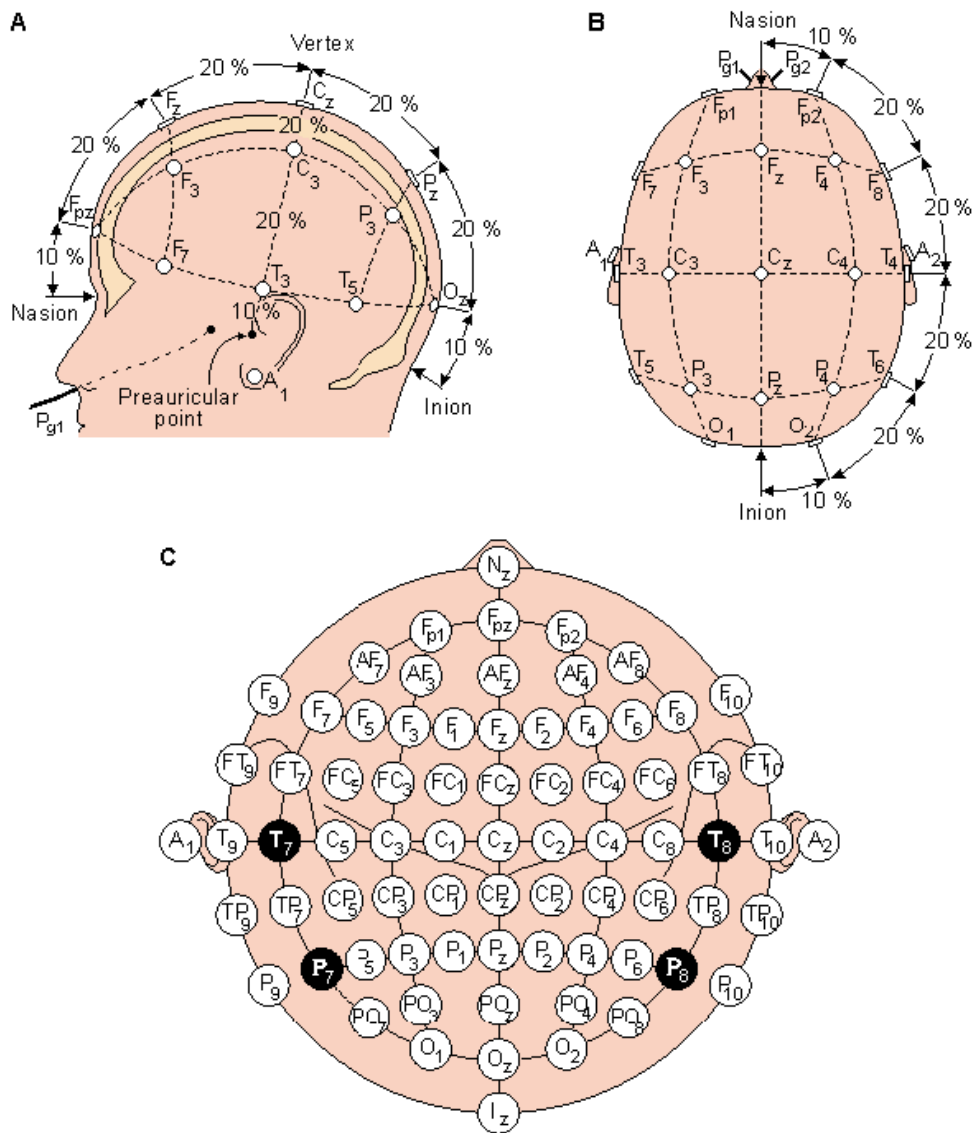 A
Vertex
20 %
20 %
Fz
Cz
20 %
20 %
F3
C3
Pz
20 %
Fpz
20 %
P3
20 %
10 %
F7
T3
T5
Oz
Nasion
10 %
10 %
A1
Preauricular
point
Inion
Pg1
B
Nasion
10 %
Pg1
Pg2
Fp1
Fp2
20 %
F7
F3
Fz
F4
F8
20 %
A1
T3
C3
Cz
C4
T4
A2
20 %
T5
P3
Pz
P4
T6
O1
O2
20 %
10 %
Inion
C
Nz
Fp1
Fpz
Fp2
AF7
AF3
AFz
AF4
AF8
F9
F7
F5
F3
F1
Fz
F2
F4
F6
F8
F10
FT9
FT7
FC5
FC3
FC1
FCz
FC2
FC4
FC6
FT8
FT10
A1
T9
T7
C5
C3
C1
Cz
C2
C4
C8
T8
T10
A2
TP9
TP7
CP5
CP3
CP1
CPz
CP2
CP4
CP6
TP8
TP10
P9
P7
P5
P3
P1
Pz
P2
P4
P6
P8
P10
PO7
PO3
POz
PO4
PO8
O1
Oz
O2
Iz